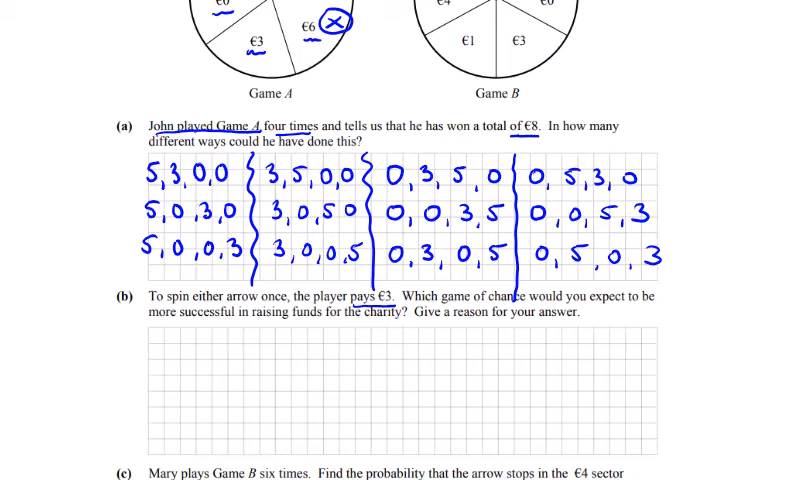 €0
€6
X
€3
€4
€0
€1
€3
Game A
Game B
(a) John played Game A four times and tells us that he has won a total of €8. In how many
different ways could he have done this?
5,3,0,0 3,5,0,0 0,3,5,0 0,5,3,0
5,0,3,0 3,0,50 0,0,3,5 0,0,5,3
5,0,0,3 3,0,0,5 0,3,0,5 0,5,0,3
(b) To spin either arrow once, the player pays €3. Which game of chance would you expect to be
more successful in raising funds for the charity? Give a reason for your answer.
(c) Mary plays Game B six times. Find the probability that the arrow stops in the €4 sector